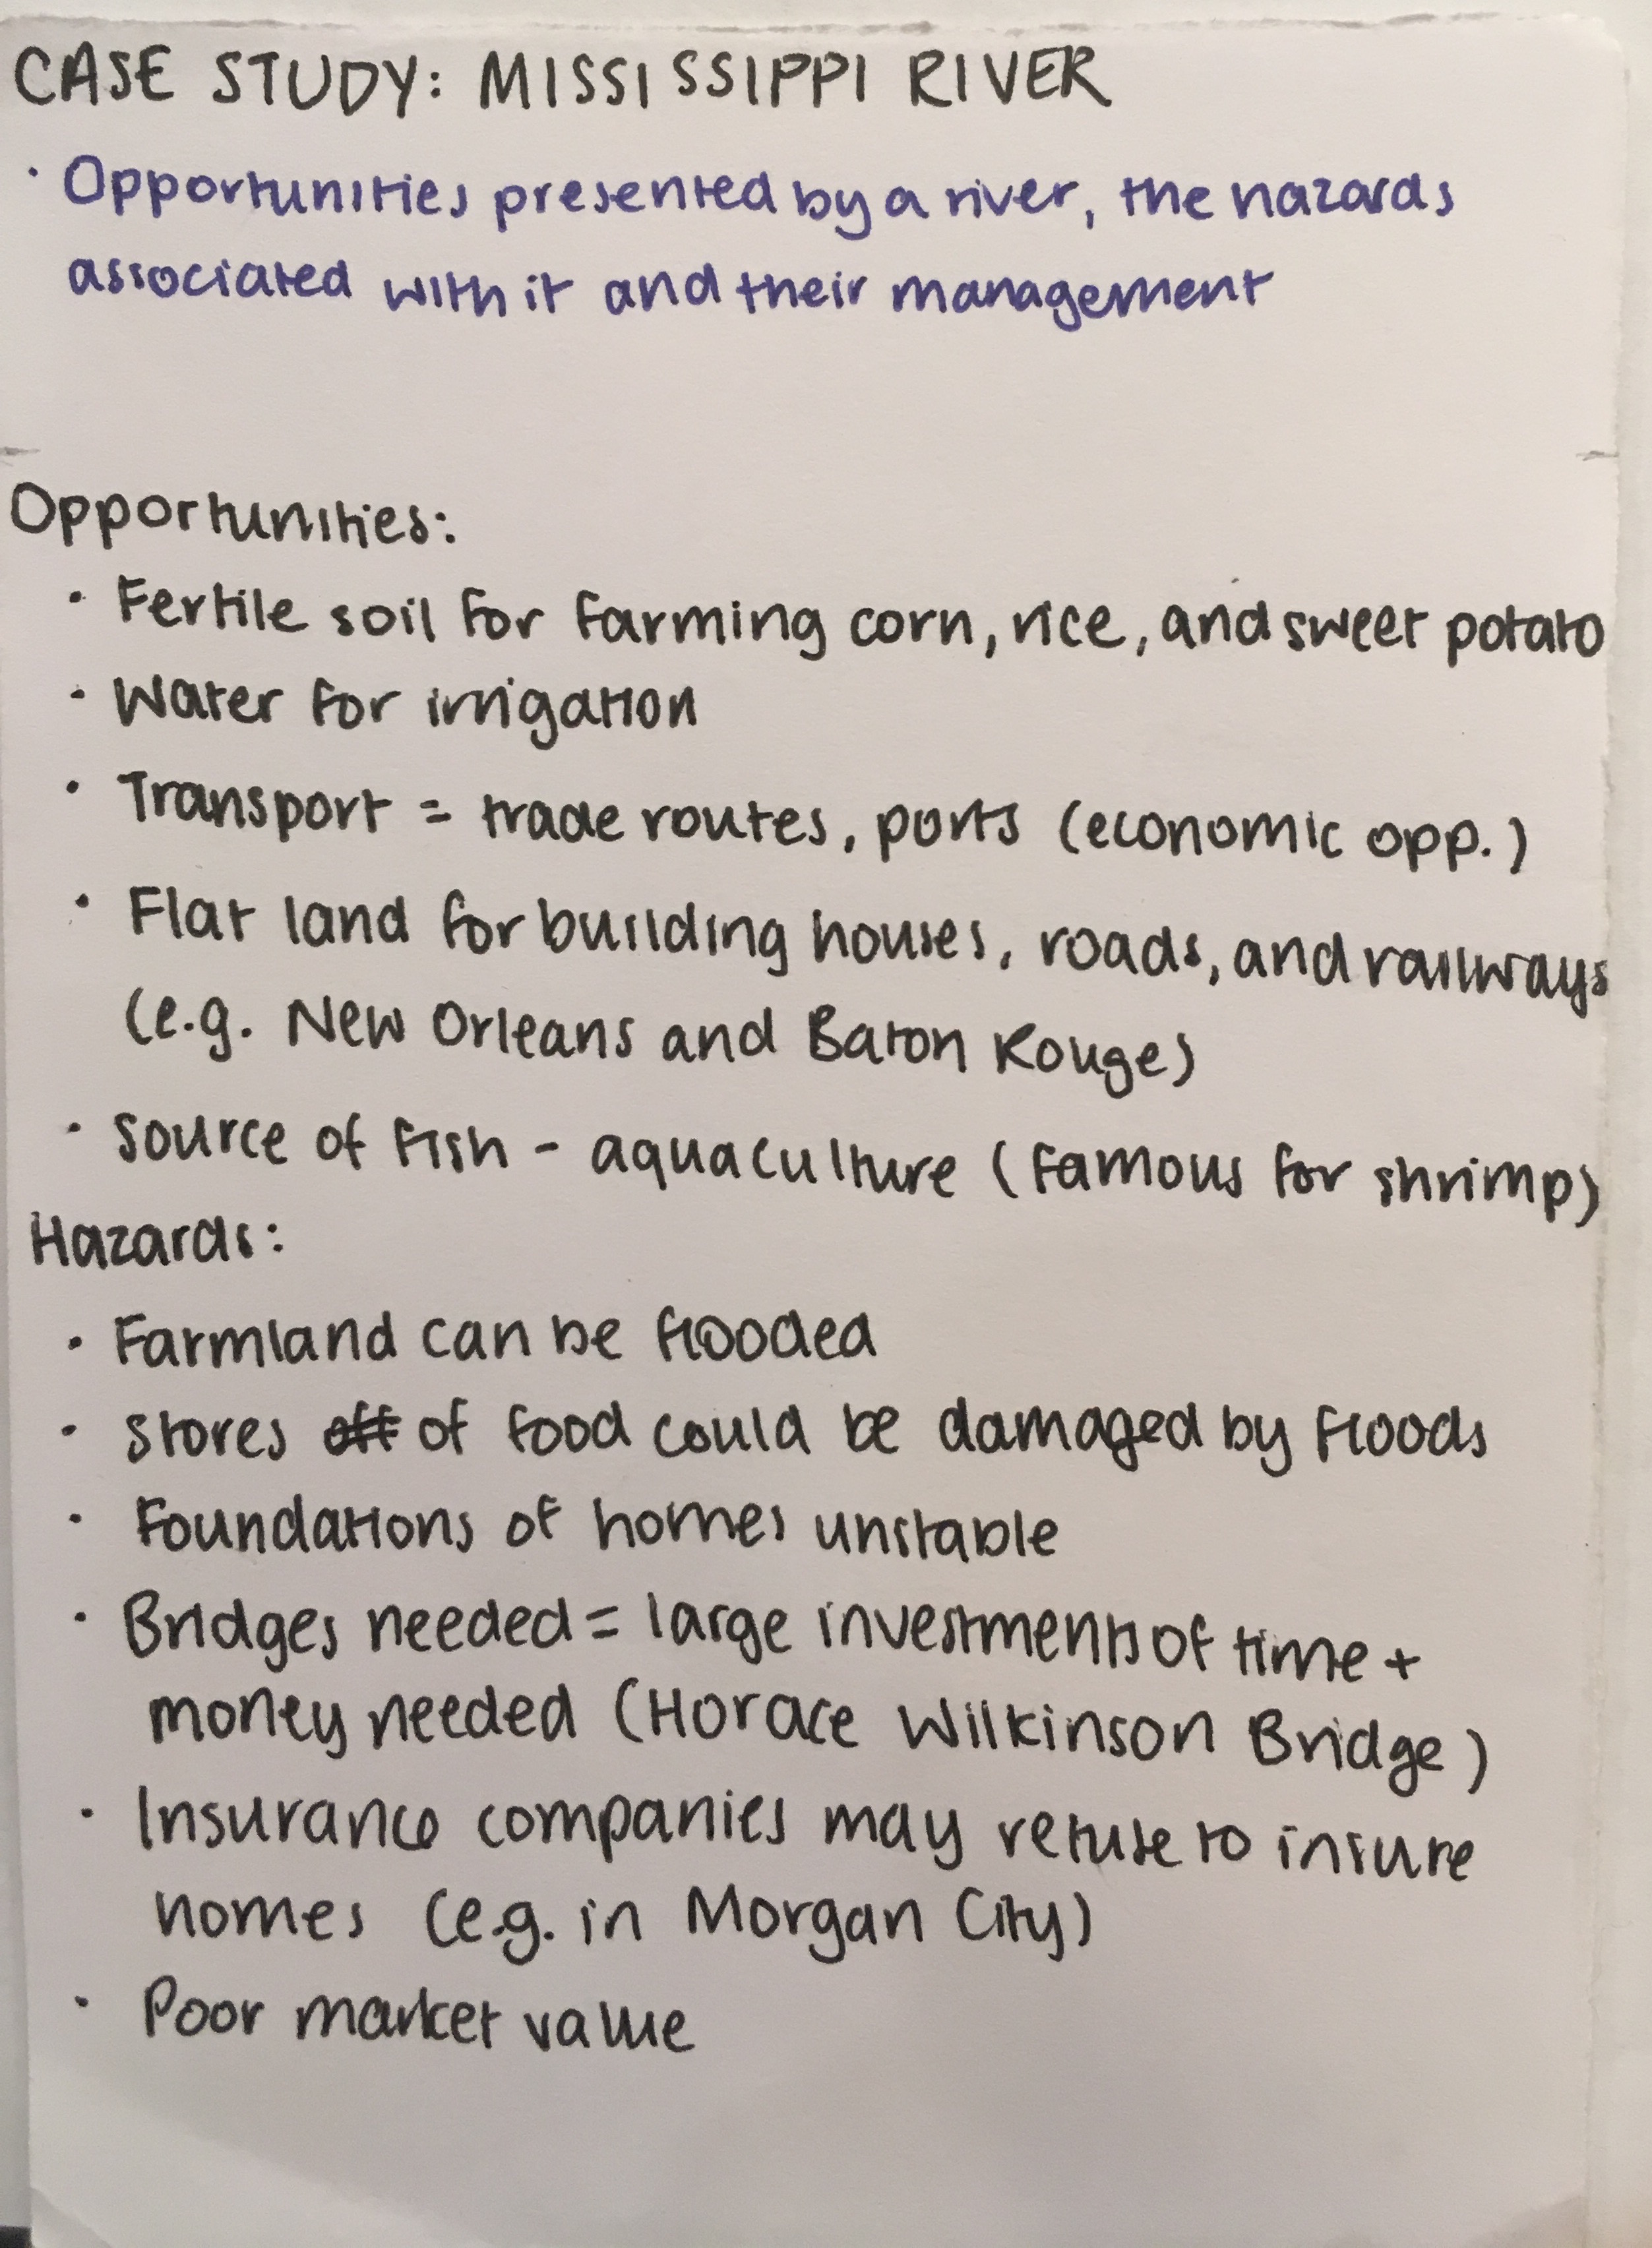 CASE STUDY: MISSISSIPPI RIVER
· Opportunities presented by a river, the hazards
associated with it and their management
Opportunities:
· Fertile soil for farming corn, rice, and sweet potato
· Water for irrigation
· Transport = trade routes, ports (economic opp.)
· Flat land for building houses, roads, and railways
(e.g. New Orleans and Baton Rouge)
· Source of fish - aquaculture (famous for shrimp)
Hazards:
· Farmland can be flooded
· Stores off of food could be damaged by floods
· Foundations of homes unstable
· Bridges needed = large investments of time +
money needed (Horace Wilkinson Bridge)
· Insurance companies may refuse to insure
homes (e.g. in Morgan City)
· Poor market value